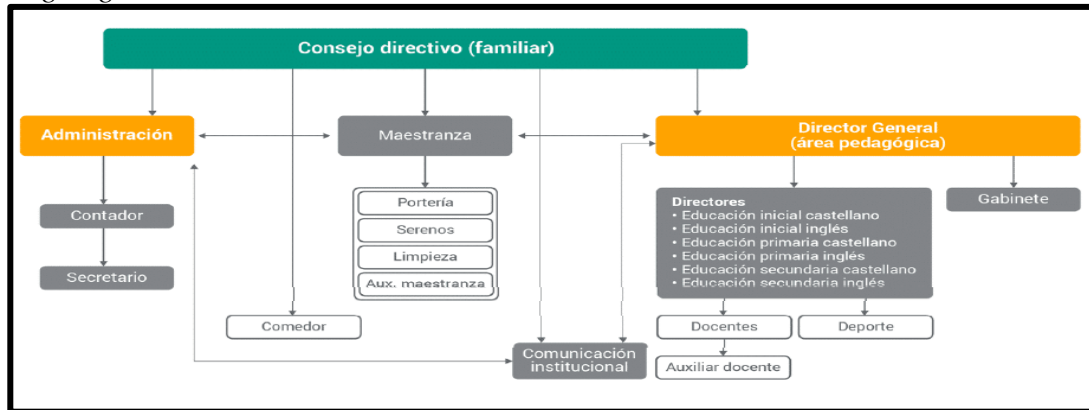 Consejo directivo (familiar)
Administración
Maestranza
Director General
(área pedagógica)
Contador
Secretario
Portería
Serenos
Limpieza
Aux. maestranza
Directores
• Educación inicial castellano
• Educación inicial inglés
• Educación primaria castellano
• Educación primaria inglés
• Educación secundaria castellano
• Educación secundaria inglés
Gabinete
Comedor
Docentes
Deporte
Comunicación
institucional
Auxiliar docente